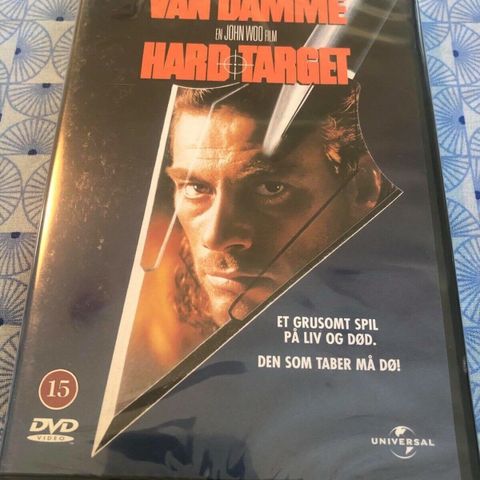 VAN DAMME
EN JOHN WOO FILM
HARD TARGET
ET GRUSOMT SPIL
PÅ LIV OG DØD.
DEN SOM TABER MÅ DØ!
15
DVD
VIDEO
UNIVERSAL